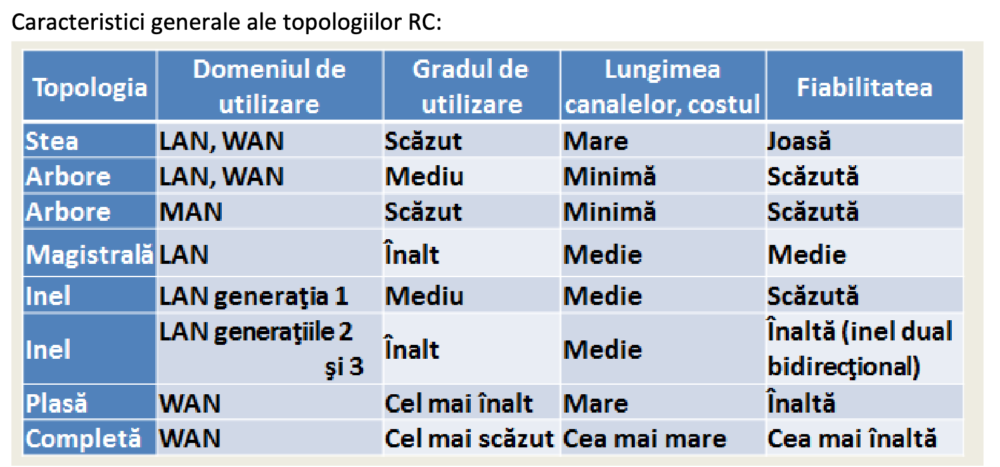 Caracteristici generale ale topologiilor RC:
Topologia Domeniul de utilizare Gradul de utilizare Lungimea canalelor, costul Fiabilitatea
Stea LAN, WAN Scăzut Mare Joasă
Arbore LAN, WAN Mediu Minimă Scăzută
Arbore MAN Scăzut Minimă Scăzută
Magistrală LAN Înalt Medie Medie
Inel LAN generaţia 1 Mediu Medie Scăzută
Inel LAN generaţiile 2 şi 3 Înalt Medie Înaltă (inel dual bidirecţional)
Plasă WAN Cel mai înalt Mare Înaltă
Completă WAN Cel mai scăzut Cea mai mare Cea mai înaltă